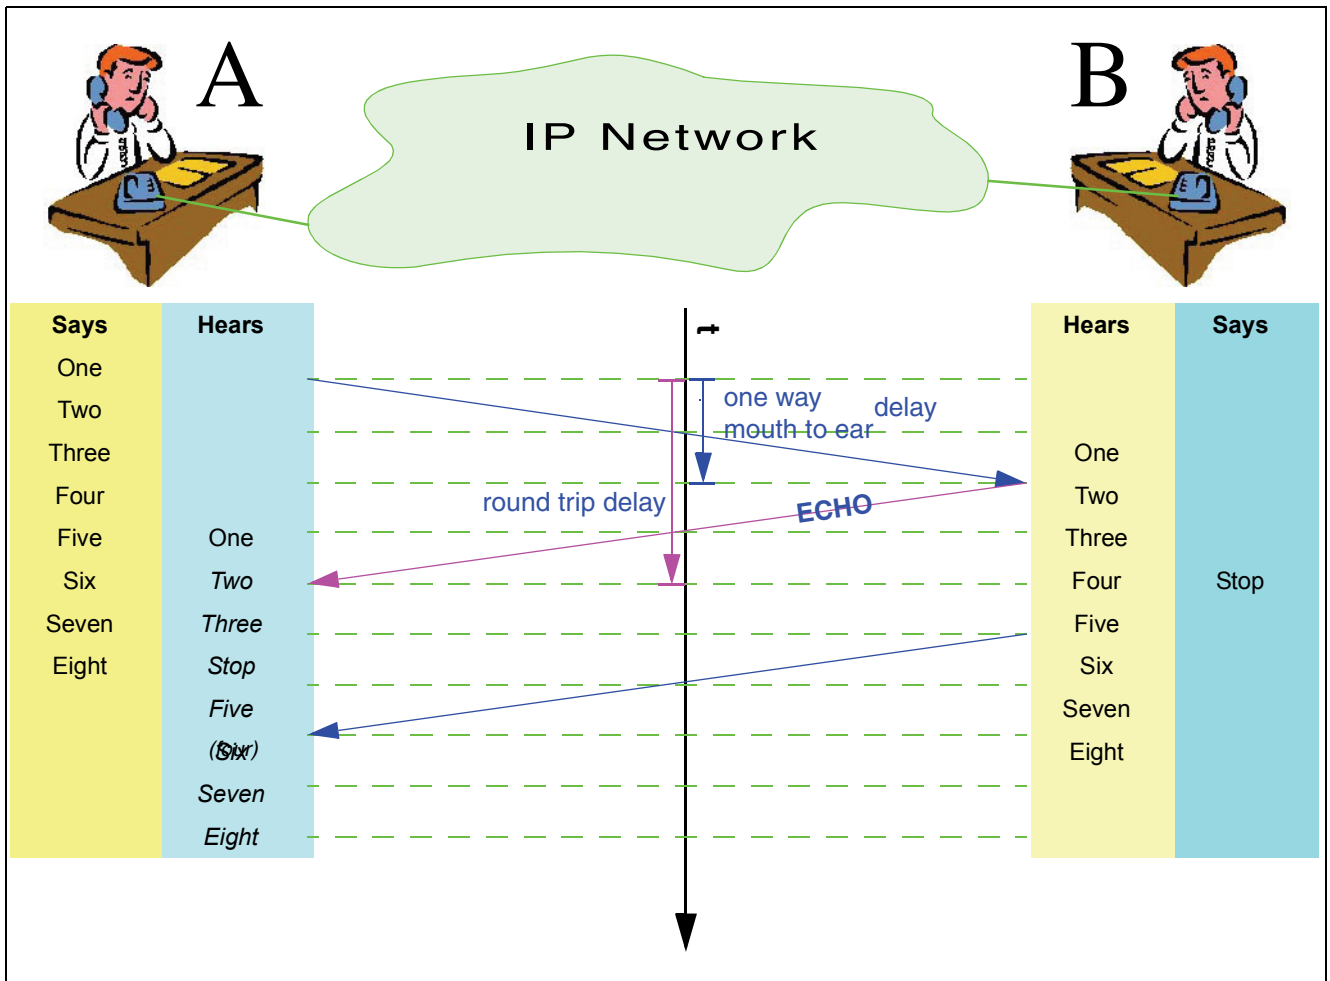 A
B
IP Network
Says Hears t Hears Says
One
Two one way delay
mouth to ear
Three One
Four Two
round trip delay ECHO
Five One Three
Six Two Four Stop
Seven Three Five
Eight Stop Six
Five Seven
(four) Six Eight
Seven
Eight